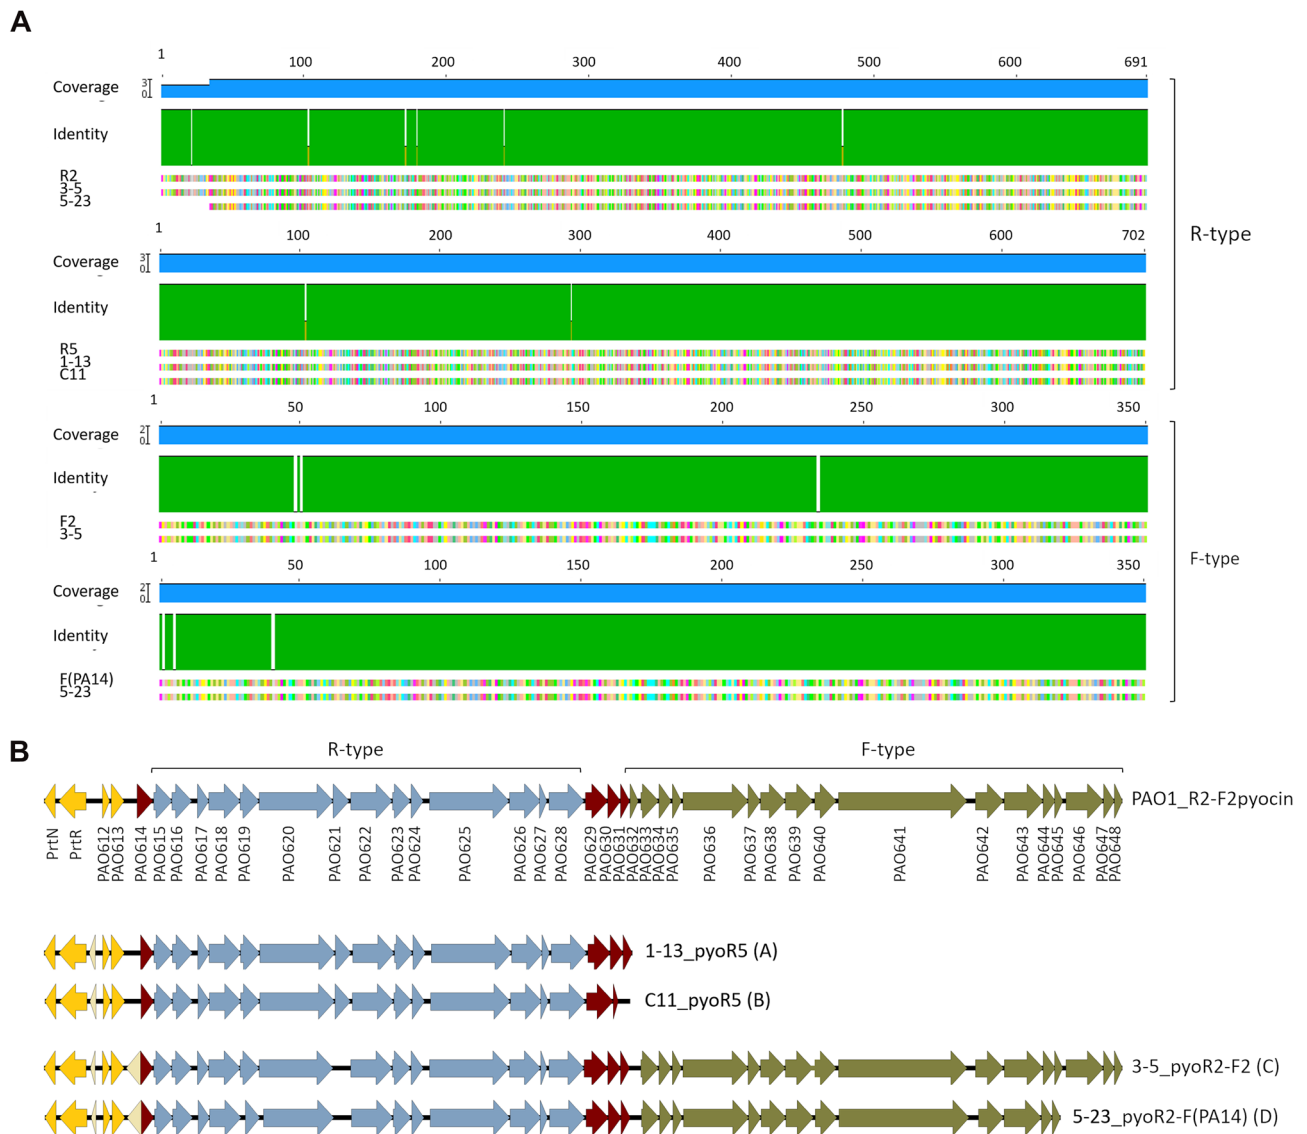 A
1 100 200 300 400 500 600 691
Coverage 3 0
Identity
R2
3-5
5-23
1 100 200 300 400 500 600 702
Coverage 3 0
Identity
R5
1-13
C11
R-type
1 50 100 150 200 250 300 350
Coverage 2 0
Identity
F2
3-5
1 50 100 150 200 250 300 350
Coverage 2 0
Identity
F(PA14)
5-23
F-type
B
R-type F-type
PAO1_R2-F2pyocin
PrtN PrtR PAO612 PAO613 PAO614 PAO615 PAO616 PAO617 PAO618 PAO619 PAO620 PAO621 PAO622 PAO623 PAO624 PAO625 PAO626 PAO627 PAO628 PAO629 PAO630 PAO631 PAO632 PAO633 PAO634 PAO635 PAO636 PAO637 PAO638 PAO639 PAO640 PAO641 PAO642 PAO643 PAO644 PAO645 PAO646 PAO647 PAO648
1-13_pyoR5 (A)
C11_pyoR5 (B)
3-5_pyoR2-F2 (C)
5-23_pyoR2-F(PA14) (D)